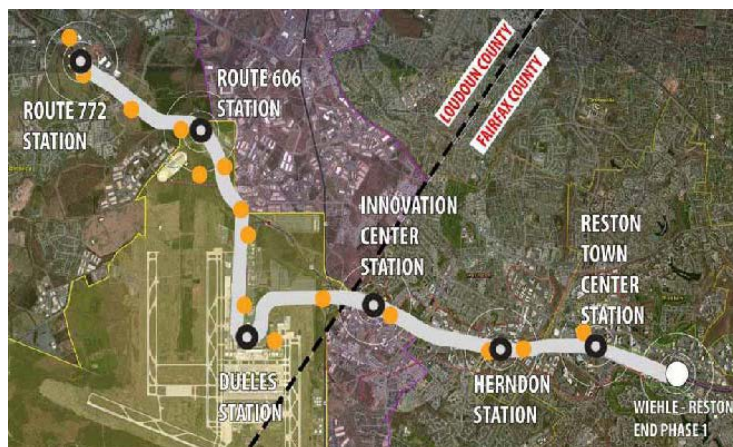 ROUTE 772
STATION
ROUTE 606
STATION
LOUDOUN COUNTY
FAIRFAX COUNTY
INNOVATION
CENTER
STATION
RESTON
TOWN
CENTER
STATION
DULLES
STATION
HERNDON
STATION
WIEHLE - RESTON
END PHASE 1